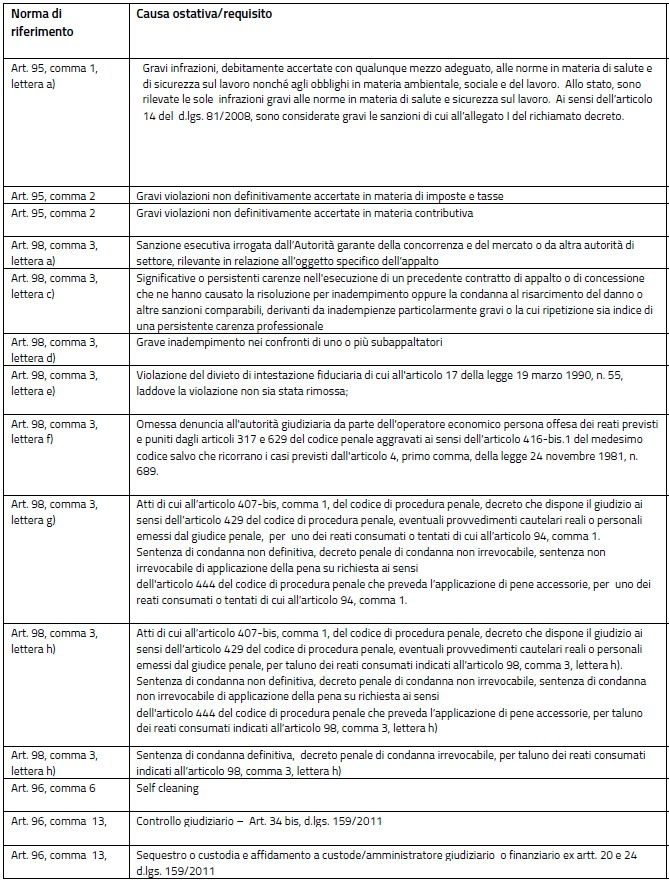 Norma di
riferimento
Causa ostativa/requisito
Art. 95, comma 1,
lettera a)
Gravi infrazioni, debitamente accertate con qualunque mezzo adeguato, alle norme in materia di salute e
di sicurezza sul lavoro nonché agli obblighi in materia ambientale, sociale e del lavoro. Allo stato, sono
rilevate le sole infrazioni gravi alle norme in materia di salute e sicurezza sul lavoro. Ai sensi dell'articolo
14 del d.lgs. 81/2008, sono considerate gravi le sanzioni di cui all'allegato I del richiamato decreto.
Art. 95, comma 2
Gravi violazioni non definitivamente accertate in materia di imposte e tasse
Art. 95, comma 2
Gravi violazioni non definitivamente accertate in materia contributiva
Art. 98, comma 3,
lettera a)
Sanzione esecutiva irrogata dall'Autorità garante della concorrenza e del mercato o da altra autorità di
settore, rilevante in relazione all'oggetto specifico dell'appalto
Art. 98, comma 3,
lettera c)
Significative o persistenti carenze nell'esecuzione di un precedente contratto di appalto o di concessione
che ne hanno causato la risoluzione per inadempimento oppure la condanna al risarcimento del danno o
altre sanzioni comparabili, derivanti da inadempienze particolarmente gravi o la cui ripetizione sia indice di
una persistente carenza professionale
Art. 98, comma 3,
lettera d)
Grave inadempimento nei confronti di uno o più subappaltatori
Art. 98, comma 3,
lettera e)
Violazione del divieto di intestazione fiduciaria di cui all'articolo 17 della legge 19 marzo 1990, n. 55,
laddove la violazione non sia stata rimossa;
Art. 98, comma 3,
lettera f)
Omessa denuncia all'autorità giudiziaria da parte dell'operatore economico persona offesa dei reati previsti
e puniti dagli articoli 317 e 629 del codice penale aggravati ai sensi dell'articolo 416-bis.1 del medesimo
codice salvo che ricorrano i casi previsti dall'articolo 4, primo comma, della legge 24 novembre 1981, n.
689.
Art. 98, comma 3,
lettera g)
Atti di cui all'articolo 407-bis, comma 1, del codice di procedura penale, decreto che dispone il giudizio ai
sensi dell'articolo 429 del codice di procedura penale, eventuali provvedimenti cautelari reali o personali
emessi dal giudice penale, per uno dei reati consumati o tentati di cui all'articolo 94, comma 1.
Sentenza di condanna non definitiva, decreto penale di condanna non irrevocabile, sentenza non
irrevocabile di applicazione della pena su richiesta ai sensi
dell'articolo 444 del codice di procedura penale che preveda l'applicazione di pene accessorie, per uno dei
reati consumati o tentati di cui all'articolo 94, comma 1.
Art. 98, comma 3,
lettera h)
Atti di cui all'articolo 407-bis, comma 1, del codice di procedura penale, decreto che dispone il giudizio ai
sensi dell'articolo 429 del codice di procedura penale, eventuali provvedimenti cautelari reali o personali
emessi dal giudice penale, per taluno dei reati consumati indicati all'articolo 98, comma 3, lettera h).
Sentenza di condanna non definitiva, decreto penale di condanna non irrevocabile, sentenza di condanna
non irrevocabile di applicazione della pena su richiesta ai sensi
dell'articolo 444 del codice di procedura penale che preveda l'applicazione di pene accessorie, per taluno
dei reati consumati indicati all'articolo 98, comma 3, lettera h)
Art. 98, comma 3,
lettera h)
Sentenza di condanna definitiva, decreto penale di condanna irrevocabile, per taluno dei reati consumati
indicati all'articolo 98, comma 3, lettera h)
Art. 96, comma 6
Self cleaning
Art. 96, comma 13,
Controllo giudiziario – Art. 34 bis, d.lgs. 159/2011
Art. 96, comma 13,
Sequestro o custodia e affidamento a custode/amministratore giudiziario o finanziario ex artt. 20 e 24
d.lgs. 159/2011